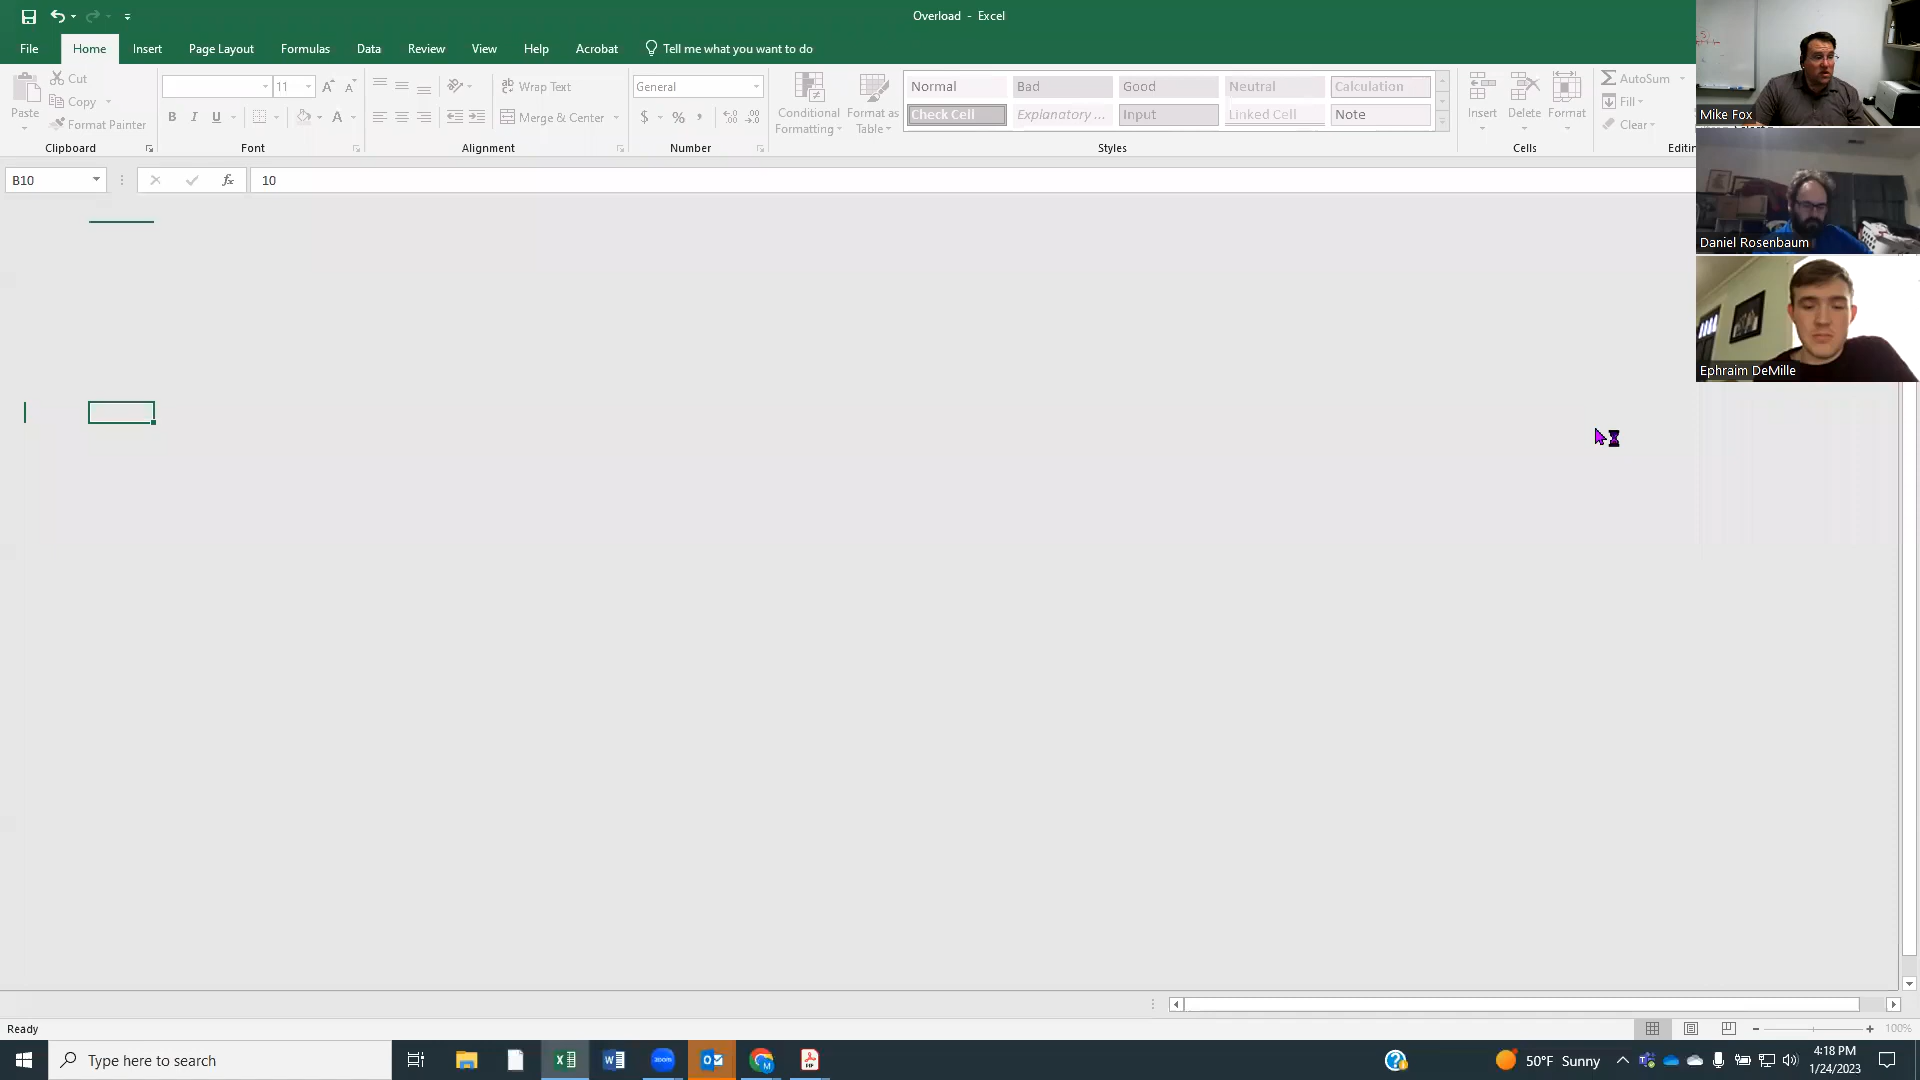 Overload - Excel
File Home Insert Page Layout Formulas Data Review View Help Acrobat Tell me what you want to do
Cut
Copy
Format Painter
Paste
Clipboard
11
B I U
Font
Wrap Text
Merge & Center
Alignment
General
$ % ,
Number
Conditional Formatting
Format as Table
Normal Bad Good Neutral Calculation
Check Cell Explanatory ... Input Linked Cell Note
Styles
Insert Delete Format
Cells
AutoSum
Fill
Clear
Editin
Mike Fox
B10 fx 10
Daniel Rosenbaum
Ephraim DeMille
Ready 100%
Type here to search
zoom
50°F Sunny
4:18 PM
1/24/2023